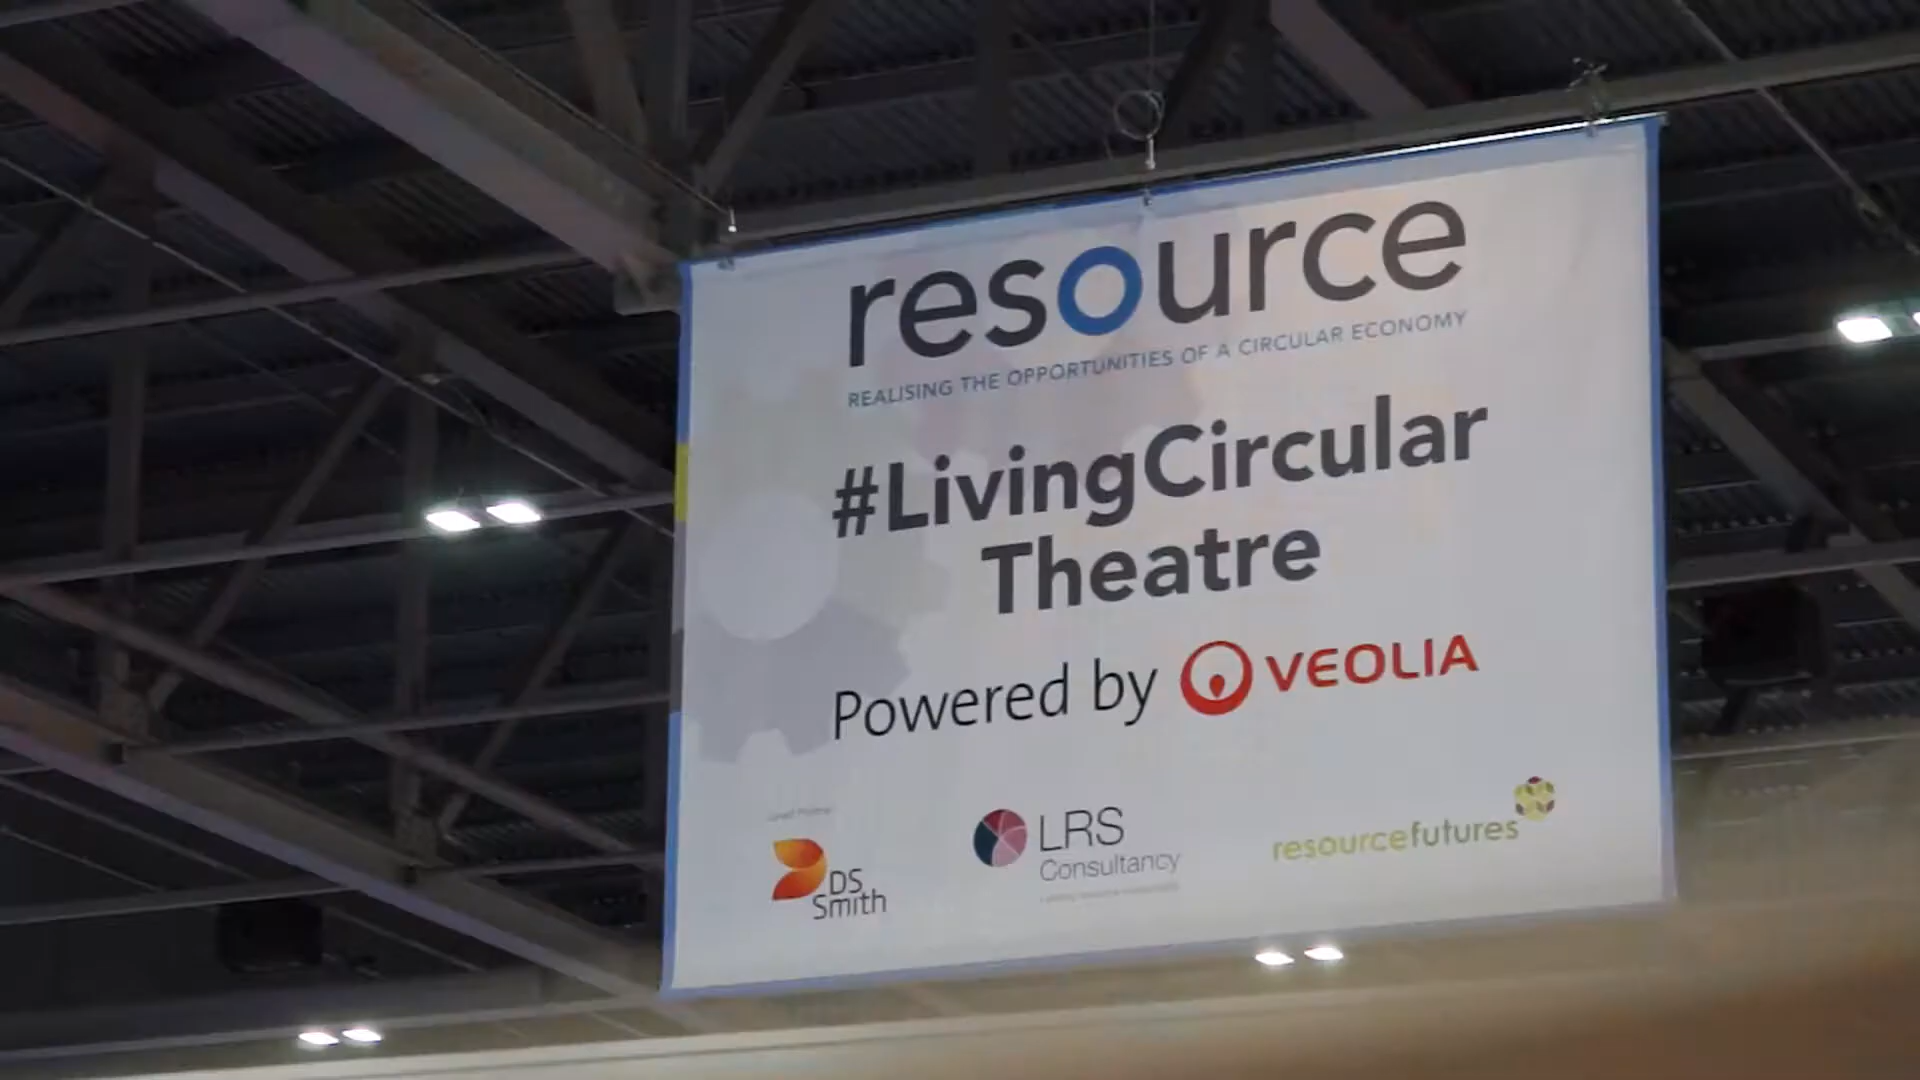 resource
REALISING THE OPPORTUNITIES OF A CIRCULAR ECONOMY
#LivingCircular
Theatre
Powered by VEOLIA
DS
Smith
LRS
Consultancy
resourcefutures